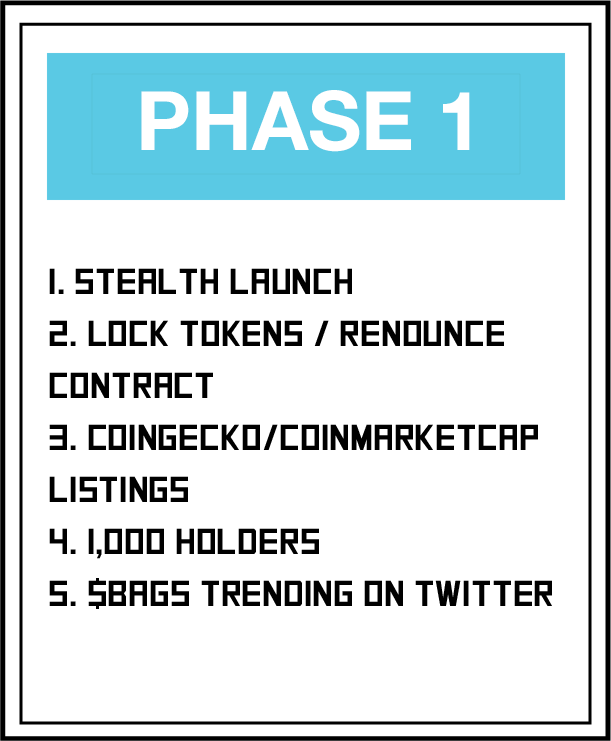 PHASE 1
1. STEALTH LAUNCH
2. LOCK TOKENS / RENOUNCE
CONTRACT
3. COINGECKO/COINMARKETCAP
LISTINGS
4. 1,000 HOLDERS
5. $BAGS TRENDING ON TWITTER